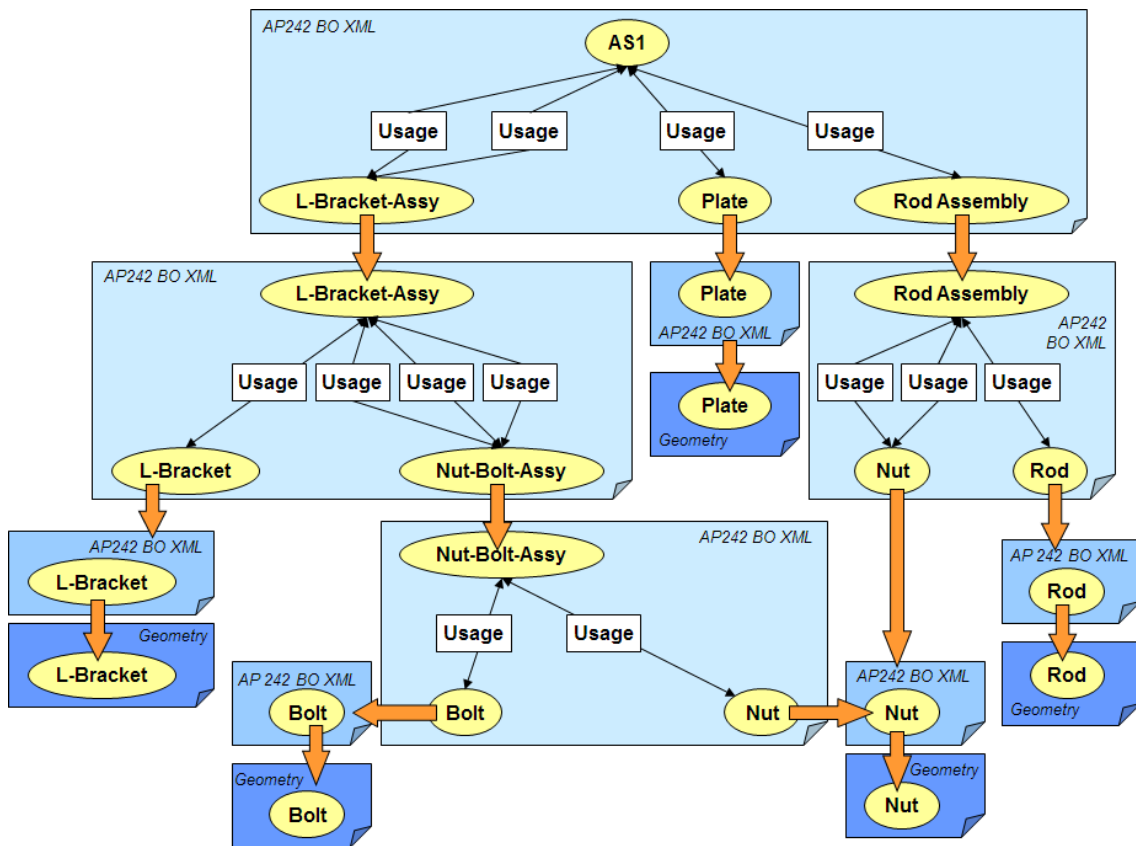 AP242 BO XML
AS1
Usage
Usage
Usage
Usage
L-Bracket-Assy
Plate
Rod Assembly
AP242 BO XML
L-Bracket-Assy
Usage
Usage
Usage
Usage
L-Bracket
Nut-Bolt-Assy
Plate
AP242 BO XML
Plate
Geometry
Rod Assembly
AP242
BO XML
Usage
Usage
Usage
Nut
Rod
AP242 BO XML
L-Bracket
Geometry
L-Bracket
AP242 BO XML
Nut-Bolt-Assy
Usage
Usage
Bolt
Nut
AP 242 BO XML
Bolt
Geometry
Bolt
AP242 BO XML
Nut
Geometry
Nut
AP 242 BO XML
Rod
Rod
Geometry